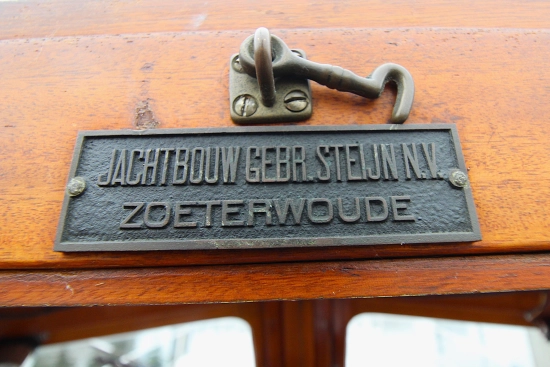 JACHTBOUW GEBR. STEIJN N.V.
ZOETERWOUDE